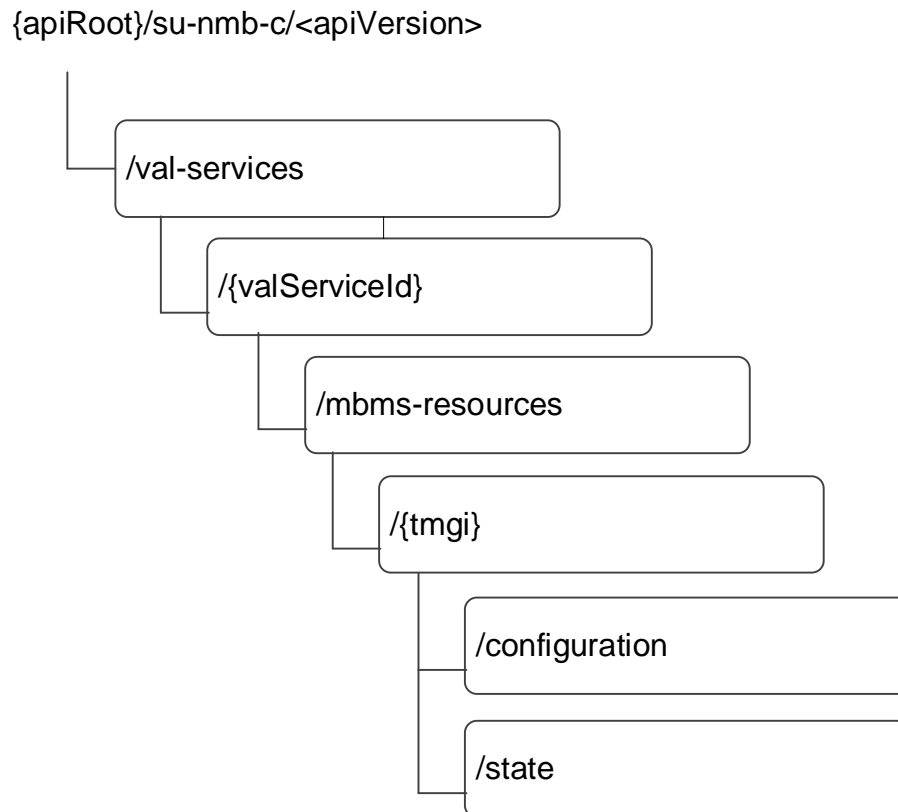 {apiRoot}/su-nmb-c/<apiVersion>
/val-services
/{valServiceId}
/mbms-resources
/{tmgi}
/configuration
/state